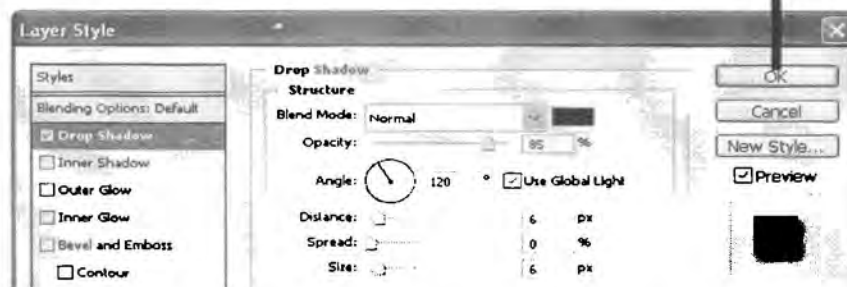 Layer Style
Styles
Blending Options: Default
Drop Shadow
Inner Shadow
Outer Glow
Inner Glow
Bevel and Emboss
Contour
Drop Shadow
Structure
Blend Mode: Normal
Opacity: 85 %
Angle: 120 ° Use Global Light
Distance: 6 px
Spread: 0 %
Size: 6 px
OK
Cancel
New Style...
Preview